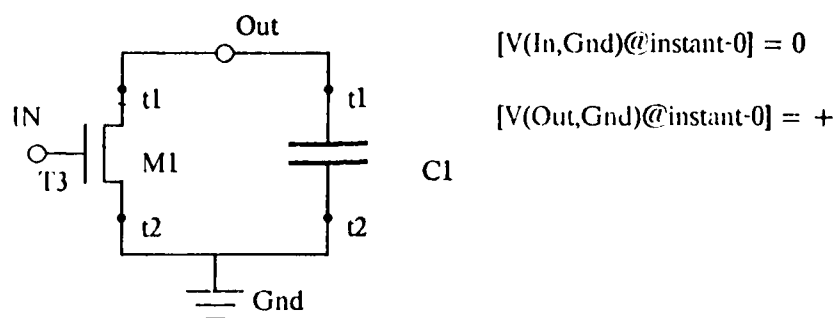 Out
[V(In,Gnd)@instant-0] = 0
t1
t1
[V(Out,Gnd)@instant-0] = +
IN
T3
M1
C1
t2
t2
Gnd